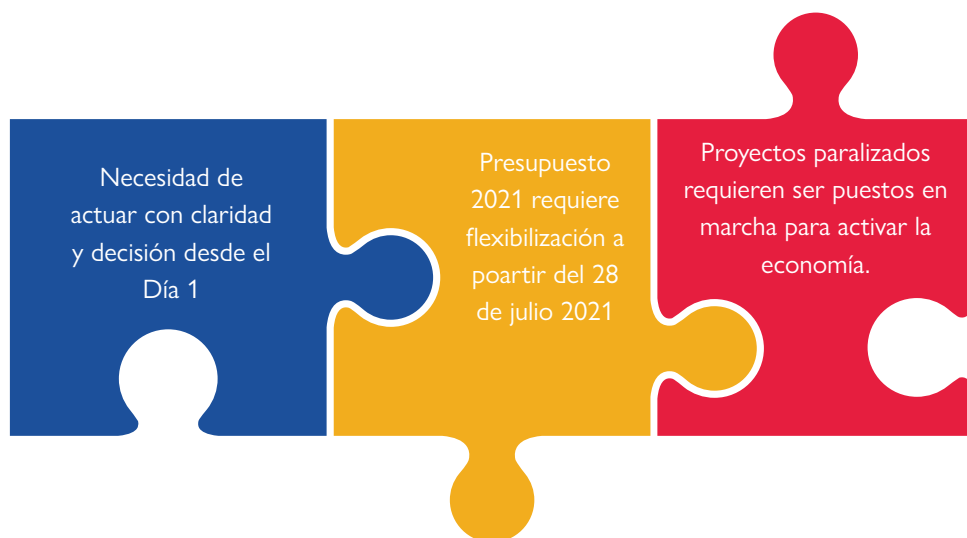 Necesidad de
actuar con claridad
y decisión desde el
Día 1
Presupuesto
2021 requiere
flexibilización a
poartir del 28
de julio 2021
Proyectos paralizados
requieren ser puestos en
marcha para activar la
economía.